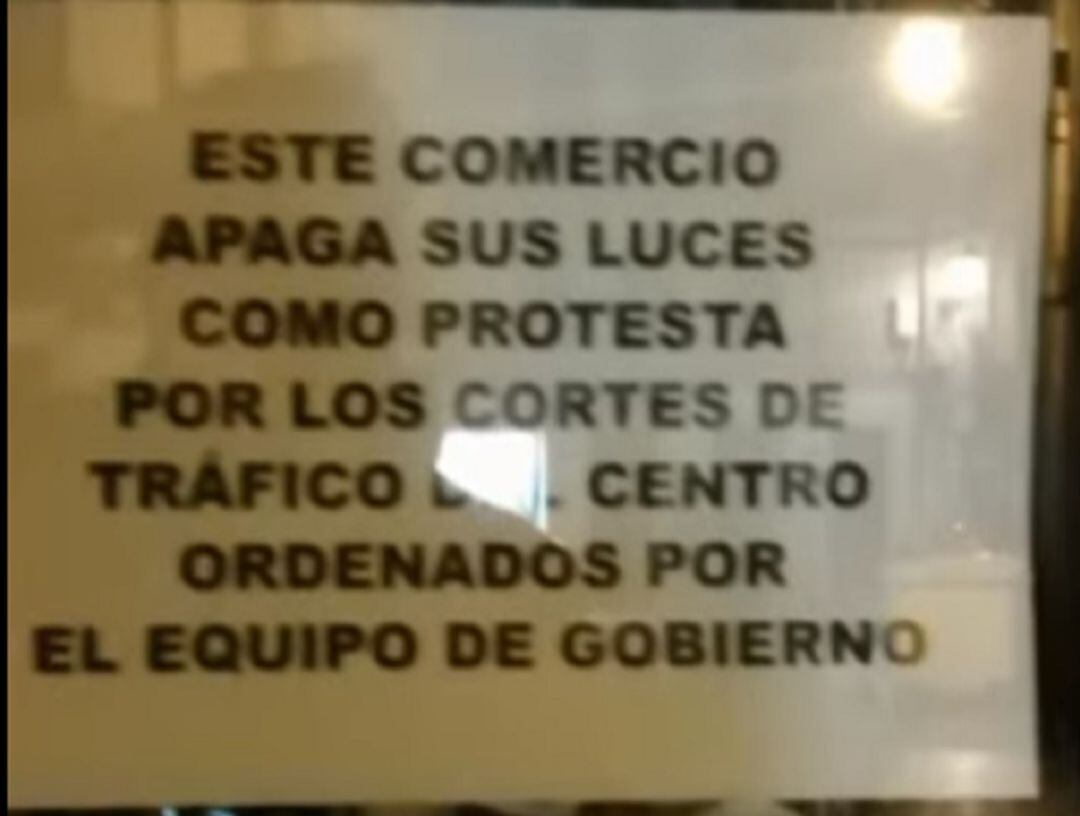 ESTE COMERCIO
APAGA SUS LUCES
COMO PROTESTA
POR LOS CORTES DE
TRÁFICO DEL CENTRO
ORDENADOS POR
EL EQUIPO DE GOBIERNO